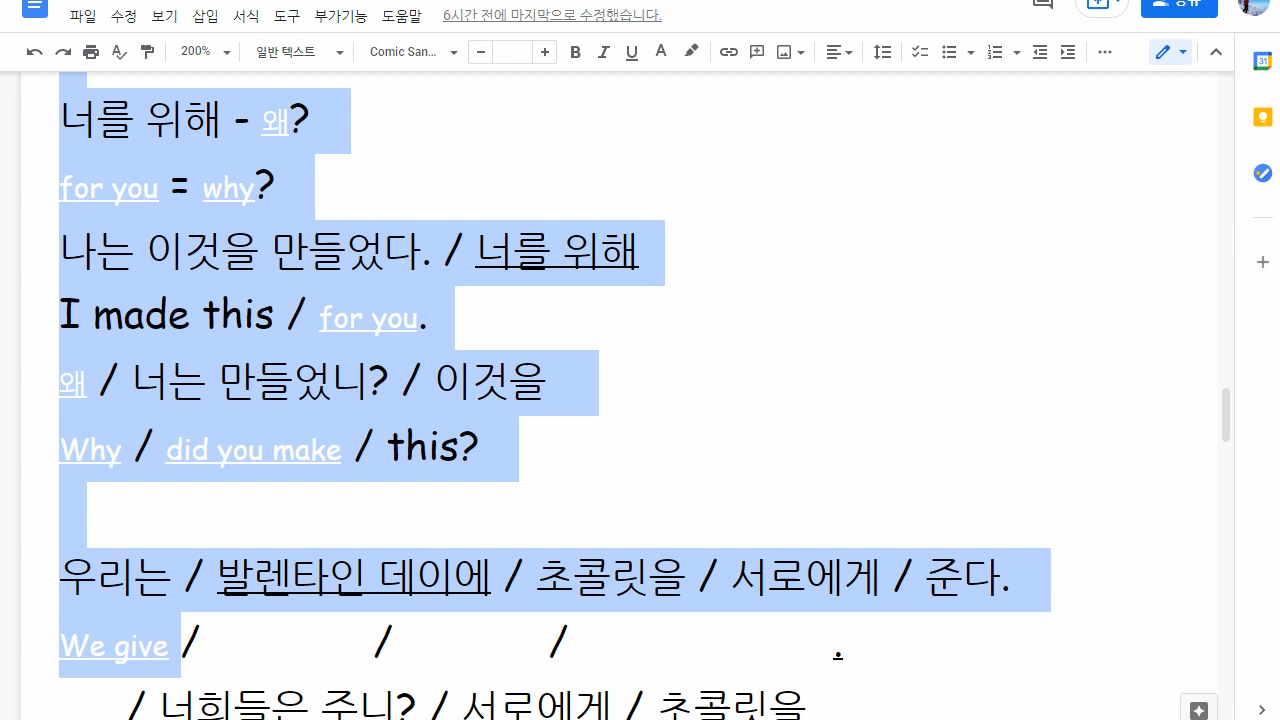 파일 수정 보기 삽입 서식 도구 부가기능 도움말 6시간 전에 마지막으로 수정했습니다.
200% 일반 텍스트 Comic San... − + B I U A
31
너를 위해 - 왜?
for you = why?
나는 이것을 만들었다. / 너를 위해
I made this / for you.
왜 / 너는 만들었니? / 이것을
Why / did you make / this?
우리는 / 발렌타인 데이에 / 초콜릿을 / 서로에게 / 준다.
We give / / / .
/ 너희들은 주니? / 서로에게 / 초콜릿을